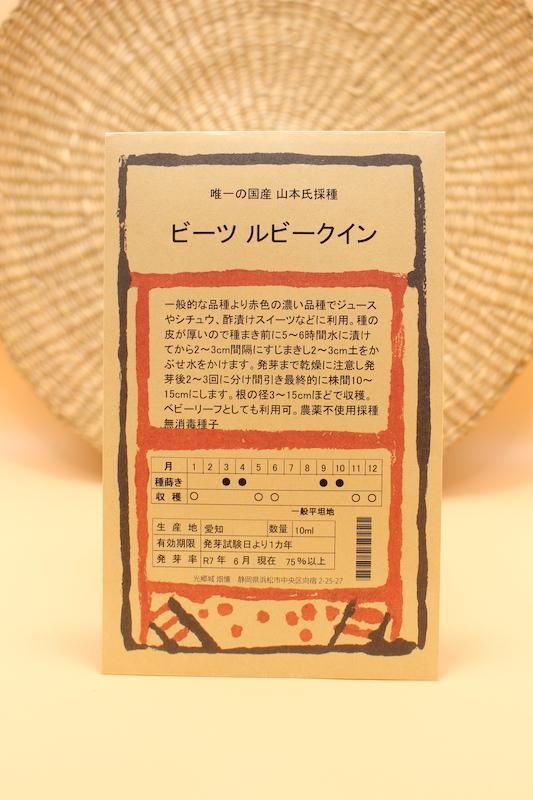 唯一の国産 山本氏採種
ビーツ ルビークイン
一般的な品種より赤色の濃い品種でジュース
やシチュウ、酢漬けスイーツなどに利用。種の
皮が厚いので種まき前に5～6時間水に漬け
てから2～3cm間隔にすじまきし2～3cm土をか
ぶせ水をかけます。発芽まで乾燥に注意し発
芽後2～3回に分け間引き最終的に株間10～
15cmにします。根の径3～15cmほどで収穫。
ベビーリーフとしても利用可。農薬不使用採種
無消毒種子
月 1 2 3 4 5 6 7 8 9 10 11 12
種蒔き ● ● ● ●
収穫 ○ ○ ○ ○ ○
一般平坦地
生産地 愛知 数量 10ml
有効期限 発芽試験日より1カ年
発芽率 R7年 6月 現在 75%以上
光郷城 畑懐 静岡県浜松市中央区向宿2-25-27